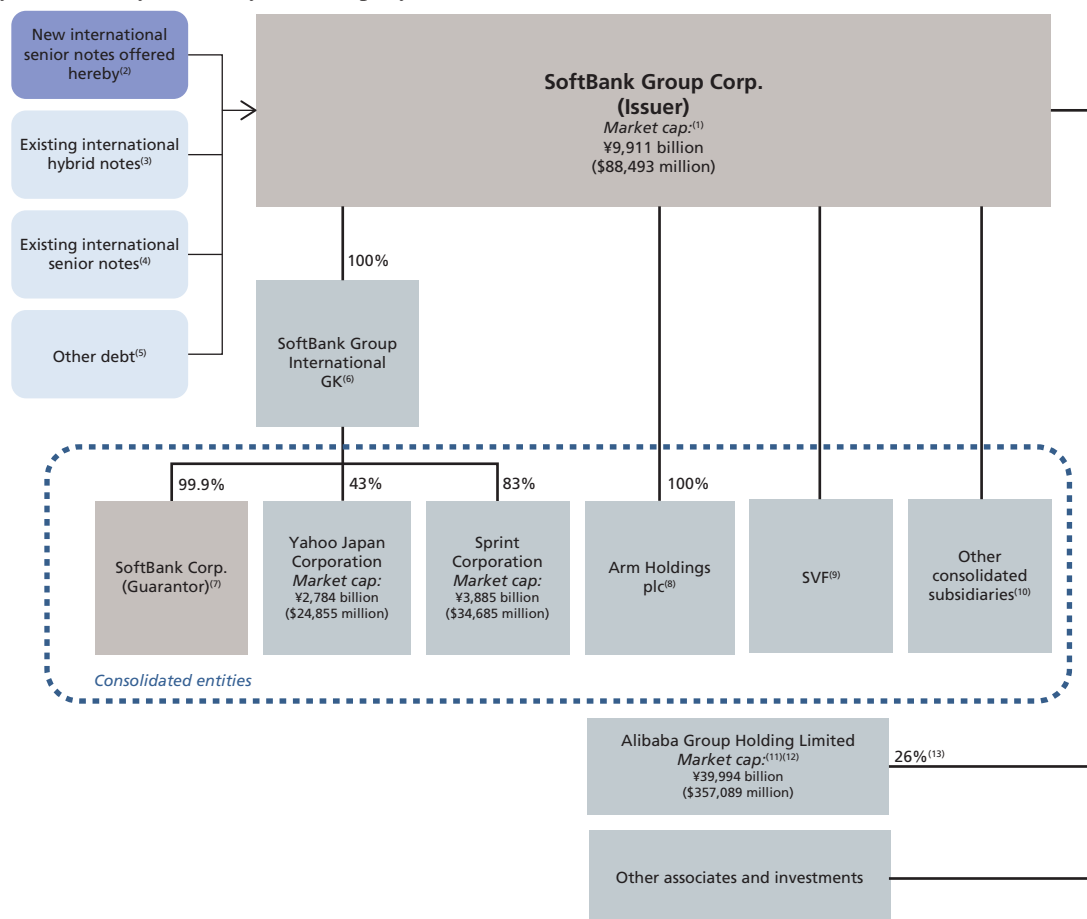 New international
senior notes offered
hereby(2)
Existing international
hybrid notes(3)
Existing international
senior notes(4)
Other debt(5)
SoftBank Group Corp.
(Issuer)
Market cap:(1)
¥9,911 billion
($88,493 million)
100%
SoftBank Group
International
GK(6)
99.9%
43%
83%
100%
SoftBank Corp.
(Guarantor)(7)
Yahoo Japan
Corporation
Market cap:
¥2,784 billion
($24,855 million)
Sprint
Corporation
Market cap:
¥3,885 billion
($34,685 million)
Arm Holdings
plc(8)
SVF(9)
Other
consolidated
subsidiaries(10)
Consolidated entities
Alibaba Group Holding Limited
Market cap:(11)(12)
¥39,994 billion
($357,089 million)
26%(13)
Other associates and investments